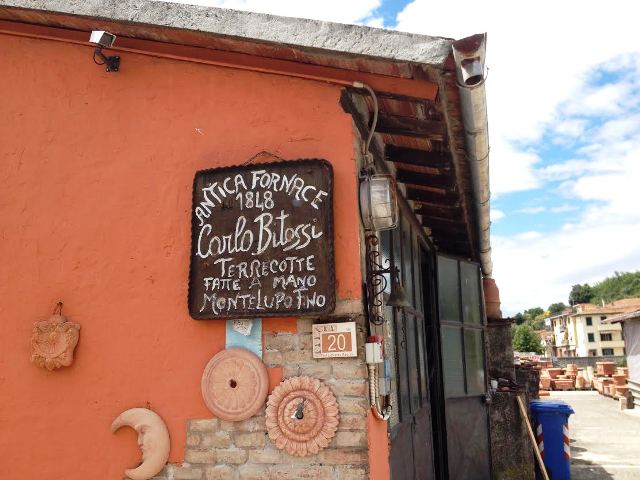 ANTICA FORNACE
1848
Carlo Bitossi
TERRECOTTE
FATTE A MANO
MONTELUPO F.NO
20